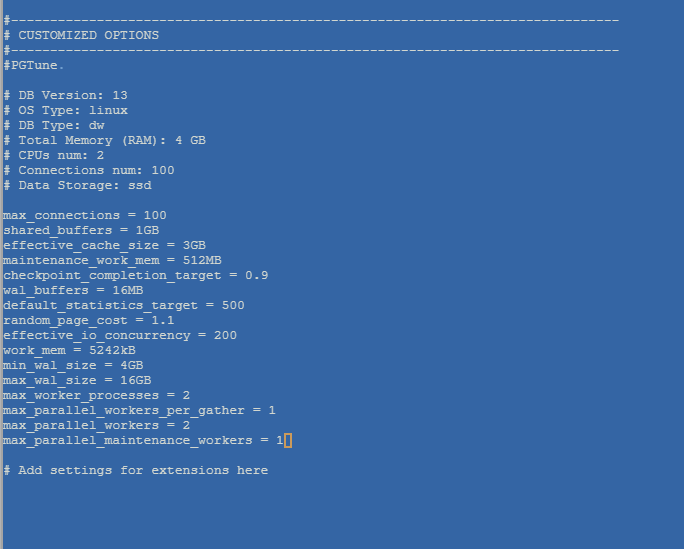 #------------------------------------------------------------------------------
# CUSTOMIZED OPTIONS
#------------------------------------------------------------------------------
#PGTune.
# DB Version: 13
# OS Type: linux
# DB Type: dw
# Total Memory (RAM): 4 GB
# CPUs num: 2
# Connections num: 100
# Data Storage: ssd
max_connections = 100
shared_buffers = 1GB
effective_cache_size = 3GB
maintenance_work_mem = 512MB
checkpoint_completion_target = 0.9
wal_buffers = 16MB
default_statistics_target = 500
random_page_cost = 1.1
effective_io_concurrency = 200
work_mem = 5242kB
min_wal_size = 4GB
max_wal_size = 16GB
max_worker_processes = 2
max_parallel_workers_per_gather = 1
max_parallel_workers = 2
max_parallel_maintenance_workers = 1
# Add settings for extensions here